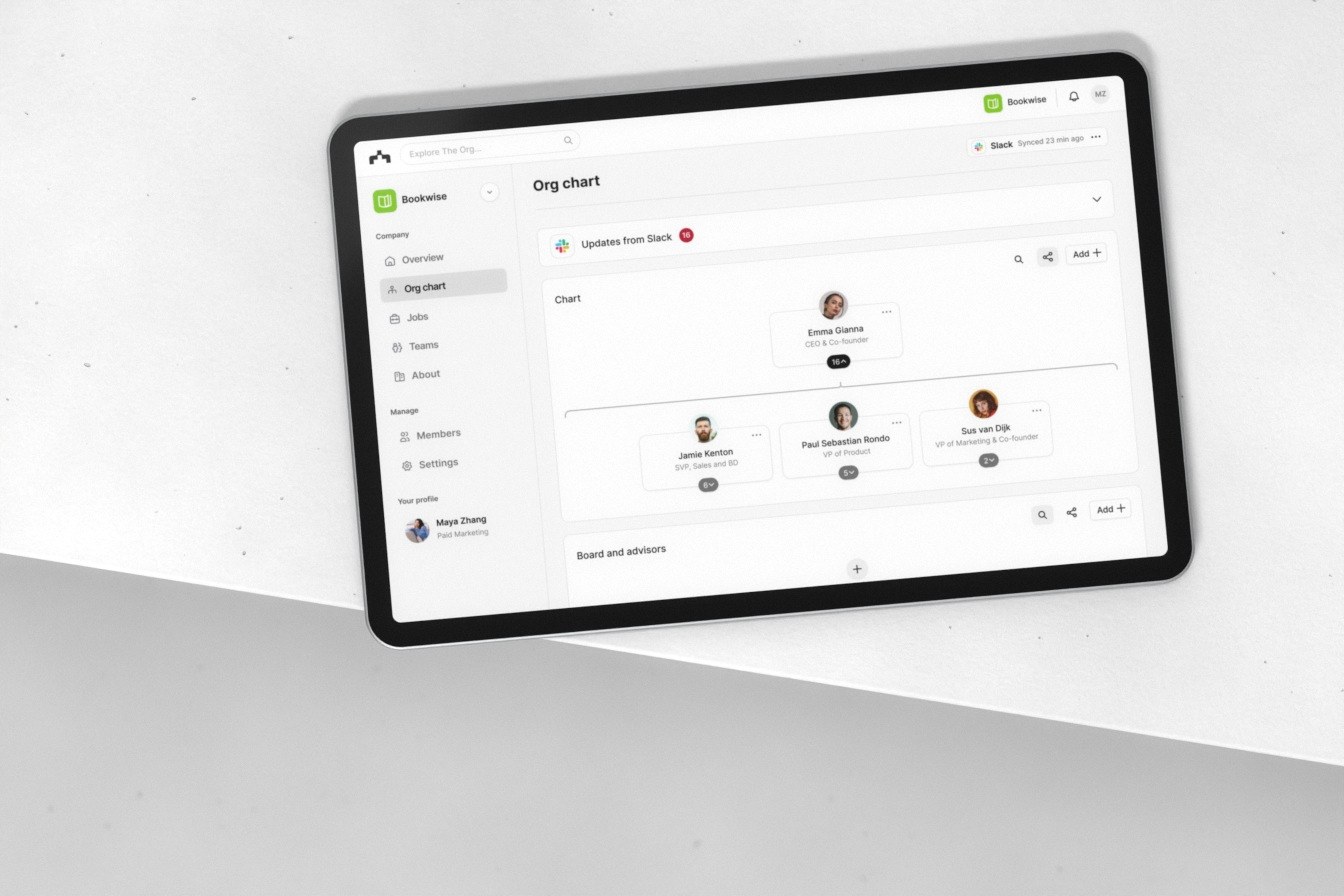 Explore The Org...
Bookwise
MZ
Bookwise
Slack Synced 23 min ago
Org chart
Company
Overview
Org chart
Jobs
Teams
About
Manage
Members
Settings
Your profile
Maya Zhang
Paid Marketing
Updates from Slack 16
Add
Chart
Emma Gianna
CEO & Co-founder
16
Jamie Kenton
SVP, Sales and BD
6
Paul Sebastian Rondo
VP of Product
5
Sus van Dijk
VP of Marketing & Co-founder
2
Board and advisors
Add